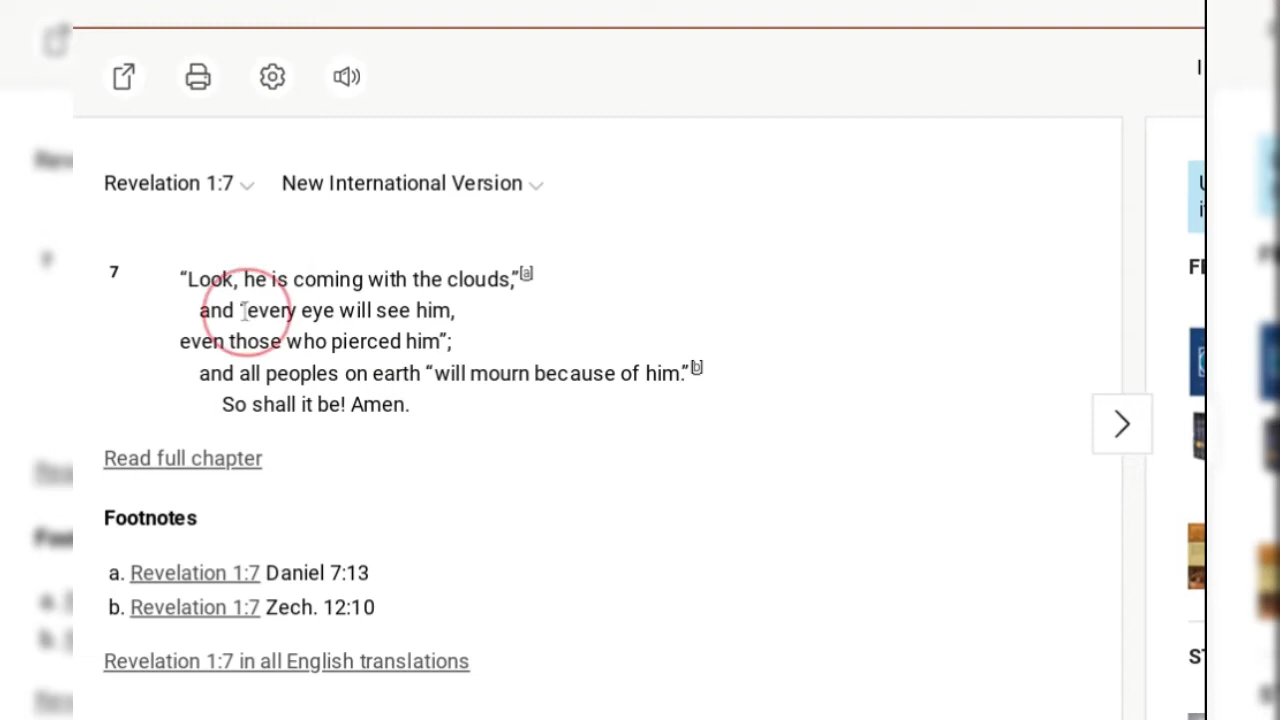 Revelation 1:7 New International Version
7 “Look, he is coming with the clouds,”[a]
and “every eye will see him,
even those who pierced him”;
and all peoples on earth “will mourn because of him.”[b]
So shall it be! Amen.
Read full chapter
Footnotes
a. Revelation 1:7 Daniel 7:13
b. Revelation 1:7 Zech. 12:10
Revelation 1:7 in all English translations